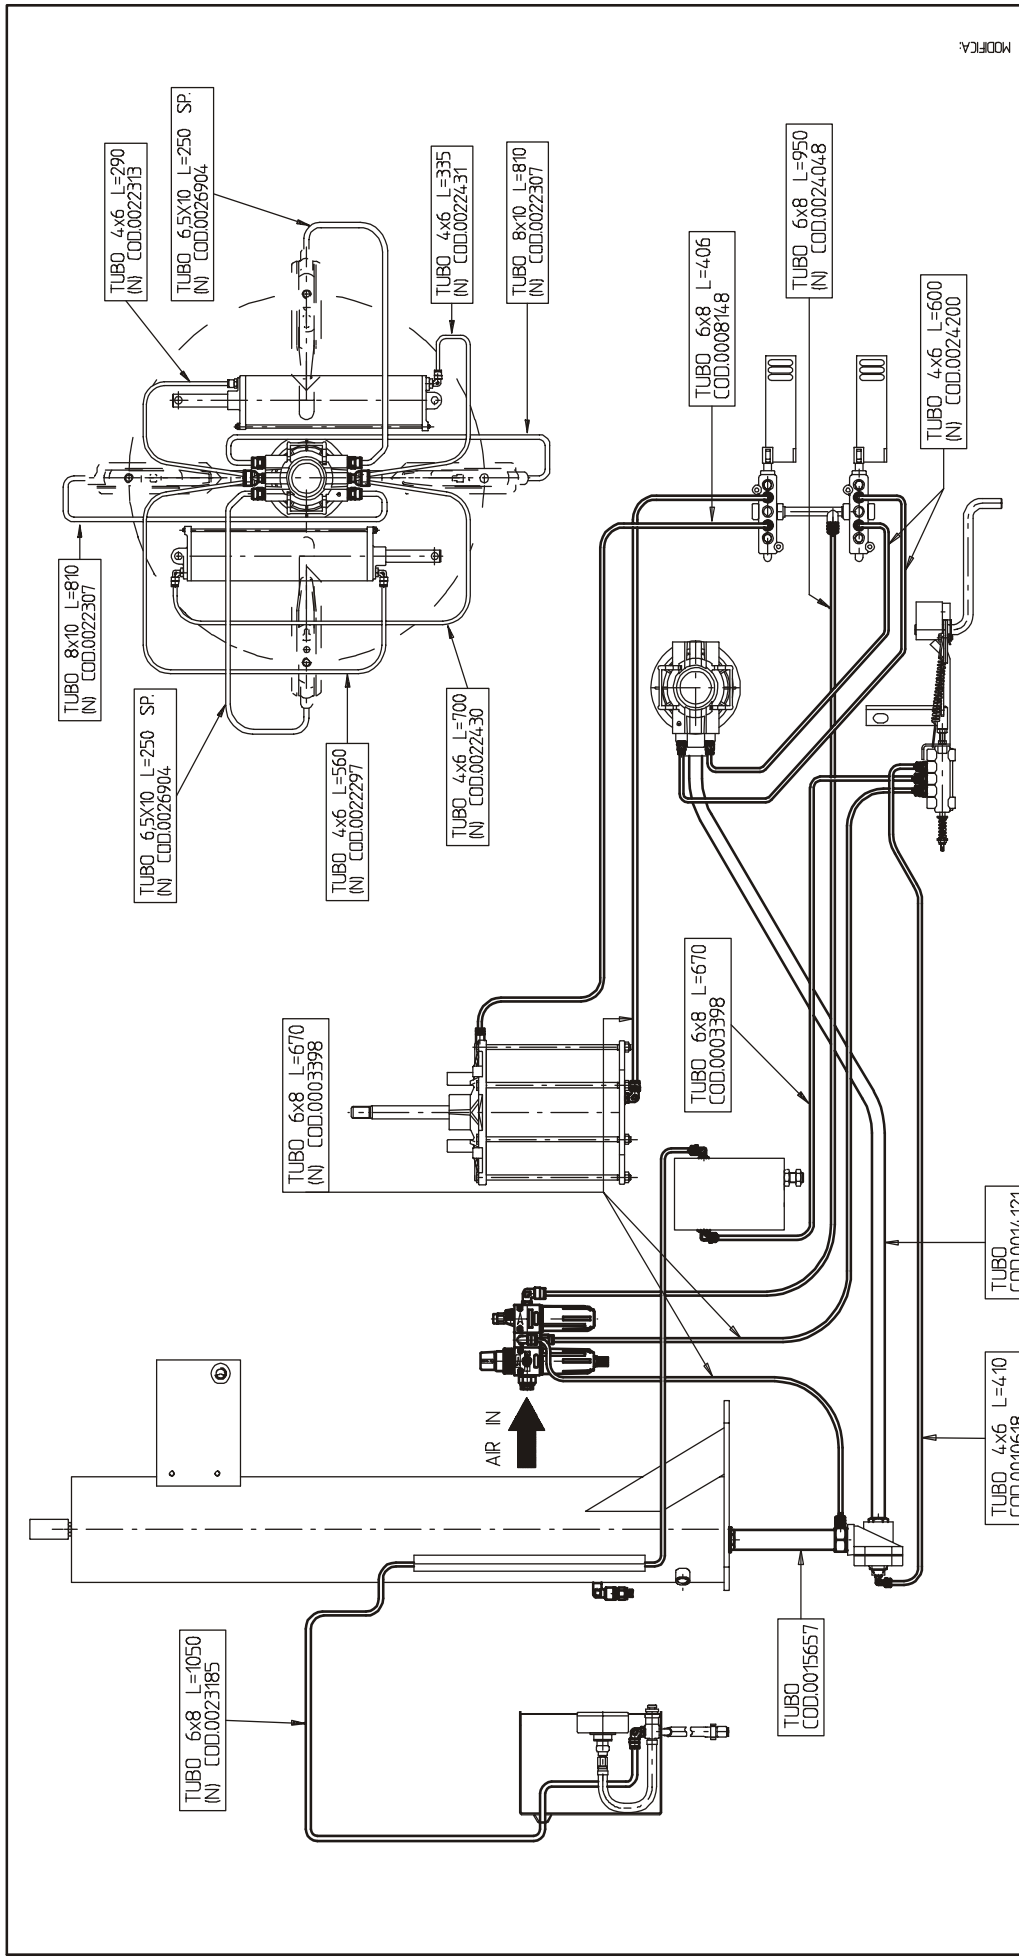 MODIFICA:
TUBO 4x6 L=290
(N) COD.0022313
TUBO 6,5X10 L=250 SP.
(N) COD.0026904
TUBO 4x6 L=335
(N) COD.0022431
TUBO 8x10 L=810
(N) COD.0022307
TUBO 6x8 L=406
COD.0008148
TUBO 6x8 L=950
(N) COD.0024048
TUBO 4x6 L=600
(N) COD.0024200
TUBO 8x10 L=810
(N) COD.0022307
TUBO 6,5X10 L=250 SP.
(N) COD.0026904
TUBO 4x6 L=560
(N) COD.0022297
TUBO 4x6 L=700
(N) COD.0022430
TUBO 6x8 L=670
(N) COD.0003398
TUBO 6x8 L=670
COD.0003398
AIR IN
TUBO
COD.0014121
TUBO 4x6 L=410
COD.0010618
TUBO 6x8 L=1050
(N) COD.0023185
TUBO
COD.0015657